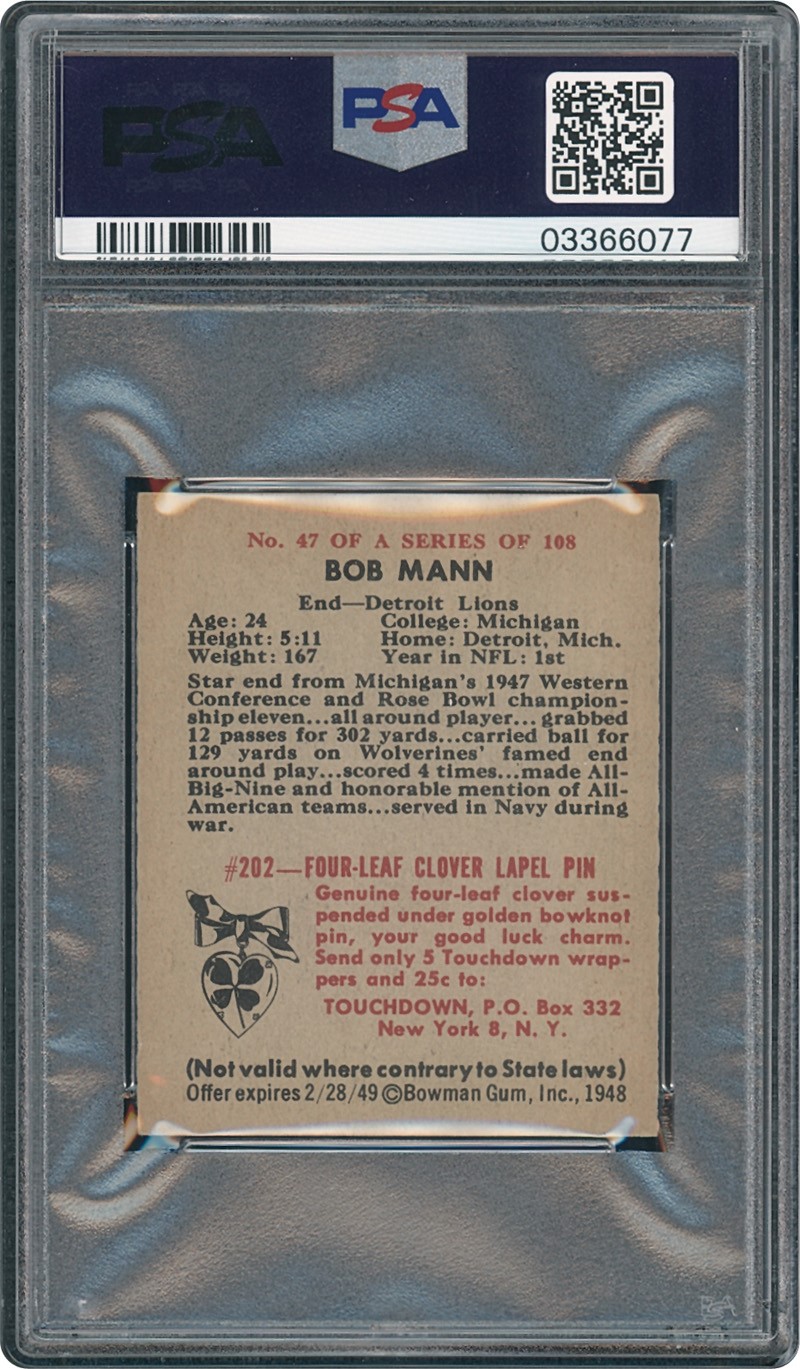 PSA
PSA
03366077
No. 47 OF A SERIES OF 108
BOB MANN
End—Detroit Lions
Age: 24 College: Michigan
Height: 5:11 Home: Detroit, Mich.
Weight: 167 Year in NFL: 1st
Star end from Michigan's 1947 Western
Conference and Rose Bowl champion-
ship eleven...all around player... grabbed
12 passes for 302 yards...carried ball for
129 yards on Wolverines' famed end
around play...scored 4 times...made All-
Big-Nine and honorable mention of All-
American teams...served in Navy during
war.
#202—FOUR-LEAF CLOVER LAPEL PIN
Genuine four-leaf clover sus-
pended under golden bowknot
pin, your good luck charm.
Send only 5 Touchdown wrap-
pers and 25c to:
TOUCHDOWN, P.O. Box 332
New York 8, N. Y.
(Not valid where contrary to State laws)
Offer expires 2/28/49 ©Bowman Gum, Inc., 1948
PSA